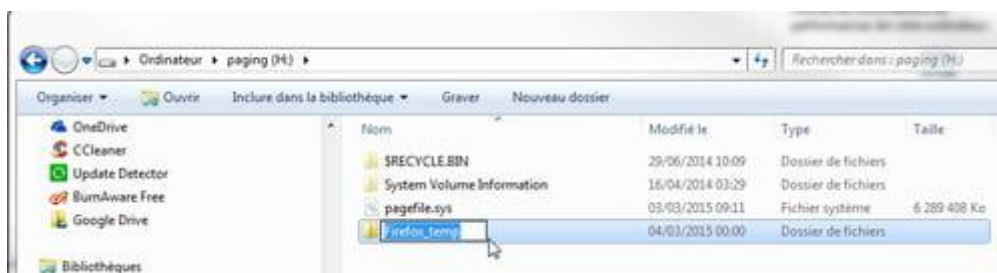 Ordinateur ▸ paging (H:) ▸
Rechercher dans : paging (H:)
Organiser Ouvrir Inclure dans la bibliothèque Graver Nouveau dossier
OneDrive
CCleaner
Update Detector
BurnAware Free
Google Drive
Bibliothèques
Nom Modifié le Type Taille
$RECYCLE.BIN 29/06/2014 10:09 Dossier de fichiers
System Volume Information 16/04/2014 03:29 Dossier de fichiers
pagefile.sys 03/03/2015 09:11 Fichier système 6 289 408 Ko
Firefox_temp 04/03/2015 00:00 Dossier de fichiers